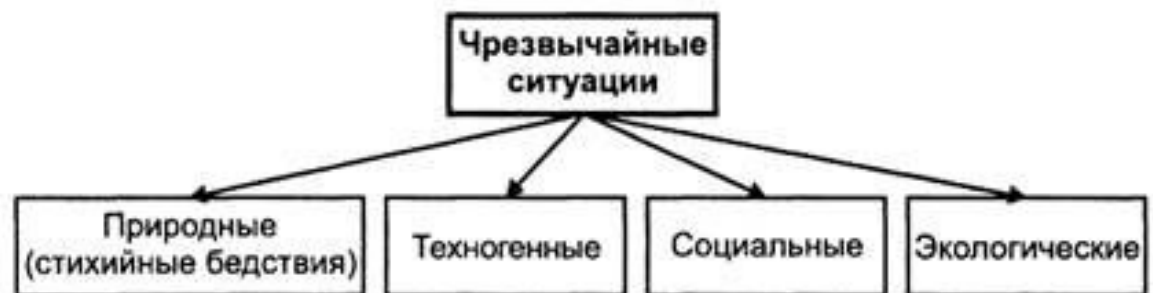 Чрезвычайные
ситуации
Природные
(стихийные бедствия)
Техногенные
Социальные
Экологические